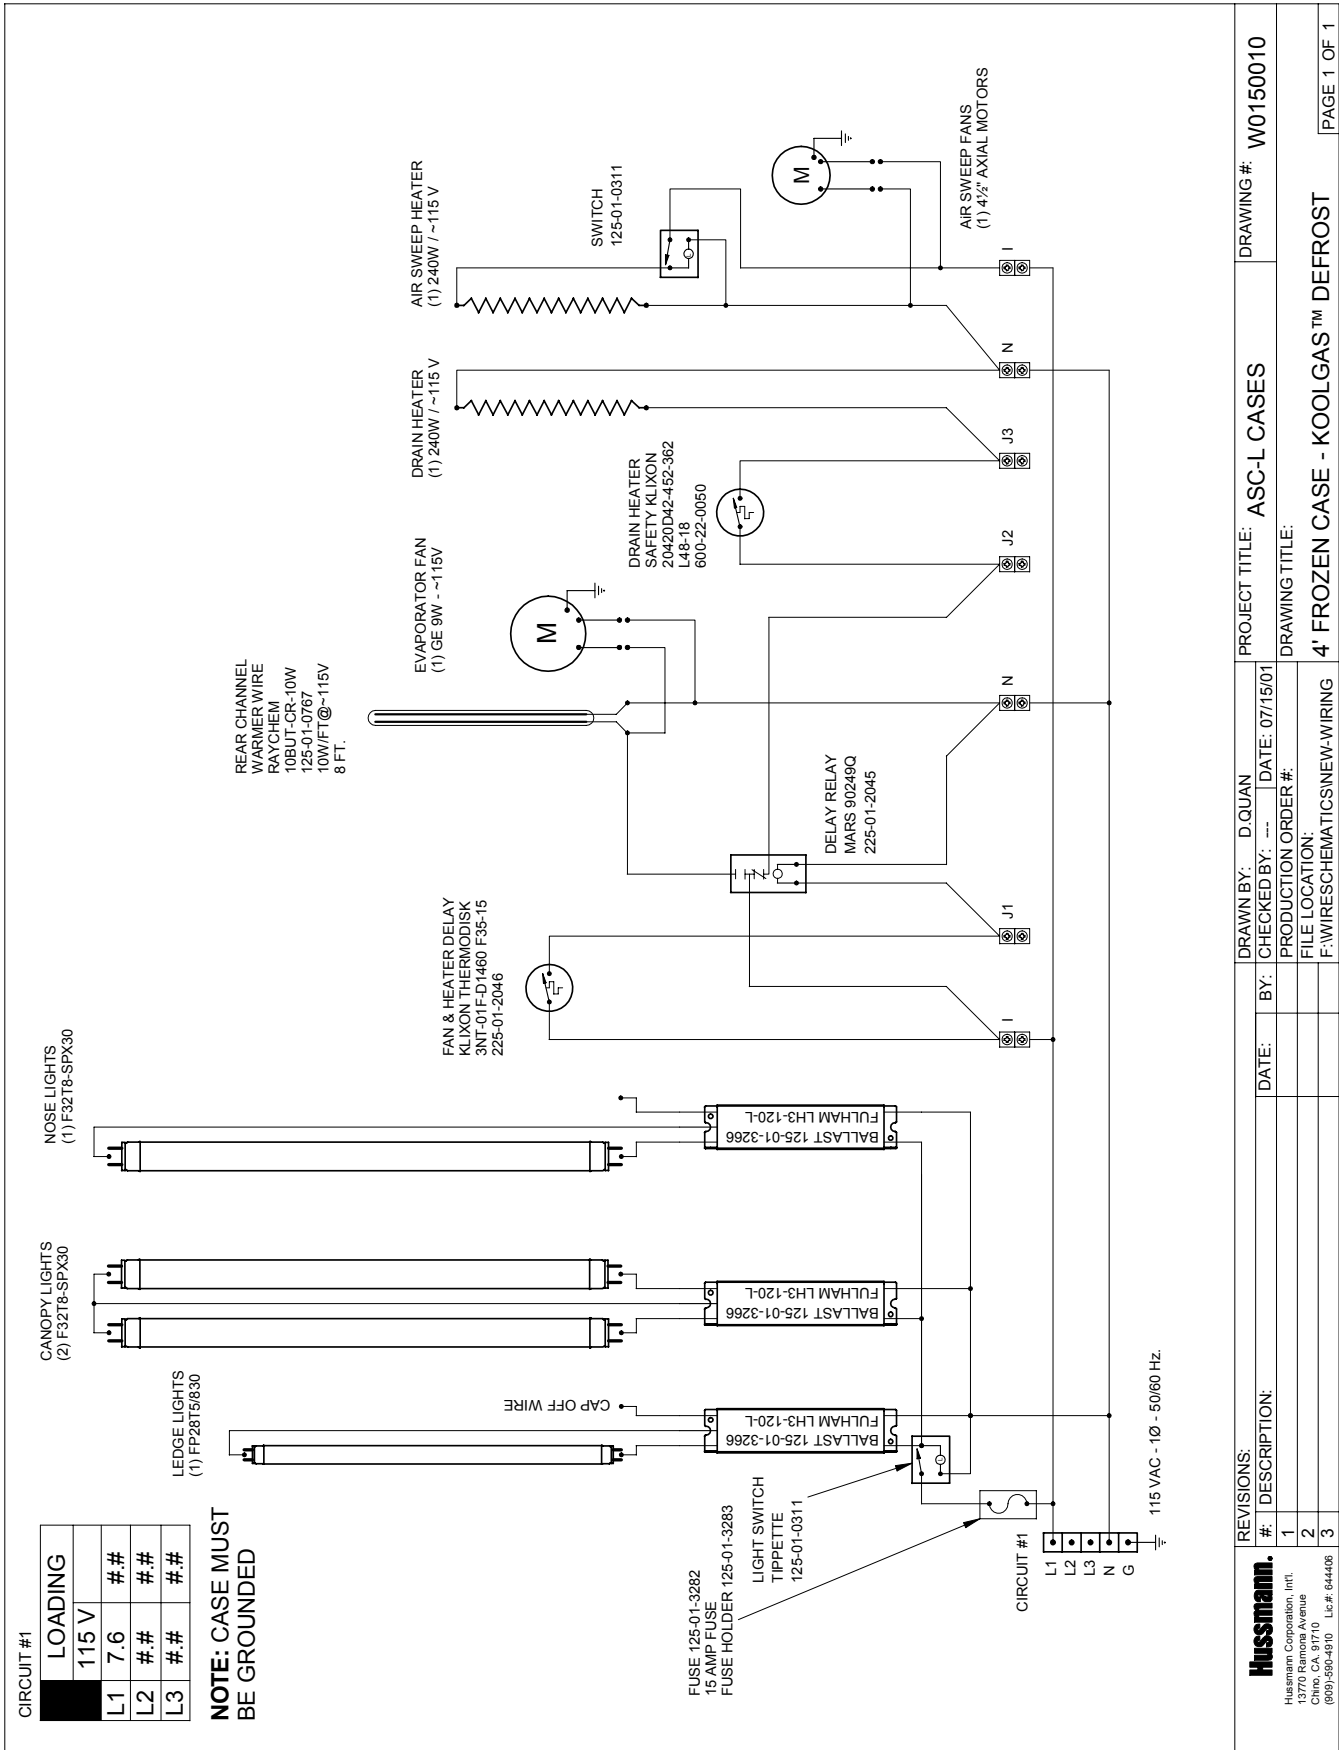 CIRCUIT #1
LOADING
115 V
L1 7.6 #.#
L2 #.# #.#
L3 #.# #.#
NOTE: CASE MUST
BE GROUNDED
LEDGE LIGHTS
(1) FP28T5/830
CANOPY LIGHTS
(2) F32T8-SPX30
NOSE LIGHTS
(1) F32T8-SPX30
CAP OFF WIRE
BALLAST 125-01-3266
FULHAM LH3-120-L
BALLAST 125-01-3266
FULHAM LH3-120-L
BALLAST 125-01-3266
FULHAM LH3-120-L
FUSE 125-01-3282
15 AMP FUSE
FUSE HOLDER 125-01-3283
LIGHT SWITCH
TIPPETTE
125-01-0311
L
CIRCUIT #1
L1
L2
L3
N
G
115 VAC - 1Ø - 50/60 Hz.
FAN & HEATER DELAY
KLIXON THERMODISK
3NT-01F-D1460 F35-15
225-01-2046
REAR CHANNEL
WARMER WIRE
RAYCHEM
10BUT-CR-10W
125-01-0767
10W/FT@~115V
8 FT.
EVAPORATOR FAN
(1) GE 9W - ~115V
M
DELAY RELAY
MARS 90249Q
225-01-2045
DRAIN HEATER
SAFETY KLIXON
20420D42-452-362
L48-18
600-22-0050
DRAIN HEATER
(1) 240W / ~115 V
AIR SWEEP HEATER
(1) 240W / ~115 V
SWITCH
125-01-0311
L
M
AIR SWEEP FANS
(1) 4½" AXIAL MOTORS
I
J1
N
J2
J3
N
I
Hussmann.
Hussmann Corporation, Int'l.
13770 Ramona Avenue
Chino, CA. 91710
(909)-590-4910 Lic.#: 644406
REVISIONS:
#: DESCRIPTION: DATE: BY:
1
2
3
DRAWN BY: D.QUAN
CHECKED BY: --- DATE: 07/15/01
PRODUCTION ORDER #:
FILE LOCATION:
F:\WIRESCHEMATICS\NEW-WIRING
PROJECT TITLE: ASC-L CASES
DRAWING #: W0150010
DRAWING TITLE:
4' FROZEN CASE - KOOLGAS™ DEFROST
PAGE 1 OF 1